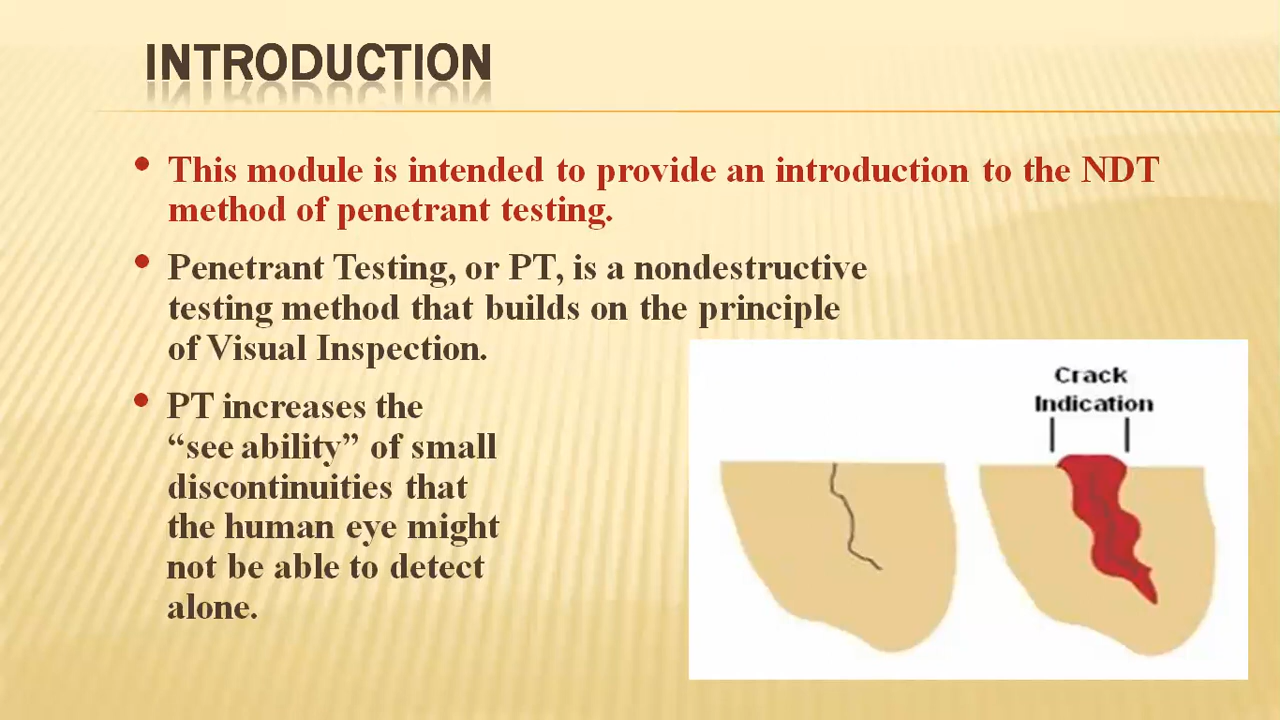 INTRODUCTION
• This module is intended to provide an introduction to the NDT
method of penetrant testing.
• Penetrant Testing, or PT, is a nondestructive
testing method that builds on the principle
of Visual Inspection.
• PT increases the
“see ability” of small
discontinuities that
the human eye might
not be able to detect
alone.
Crack
Indication